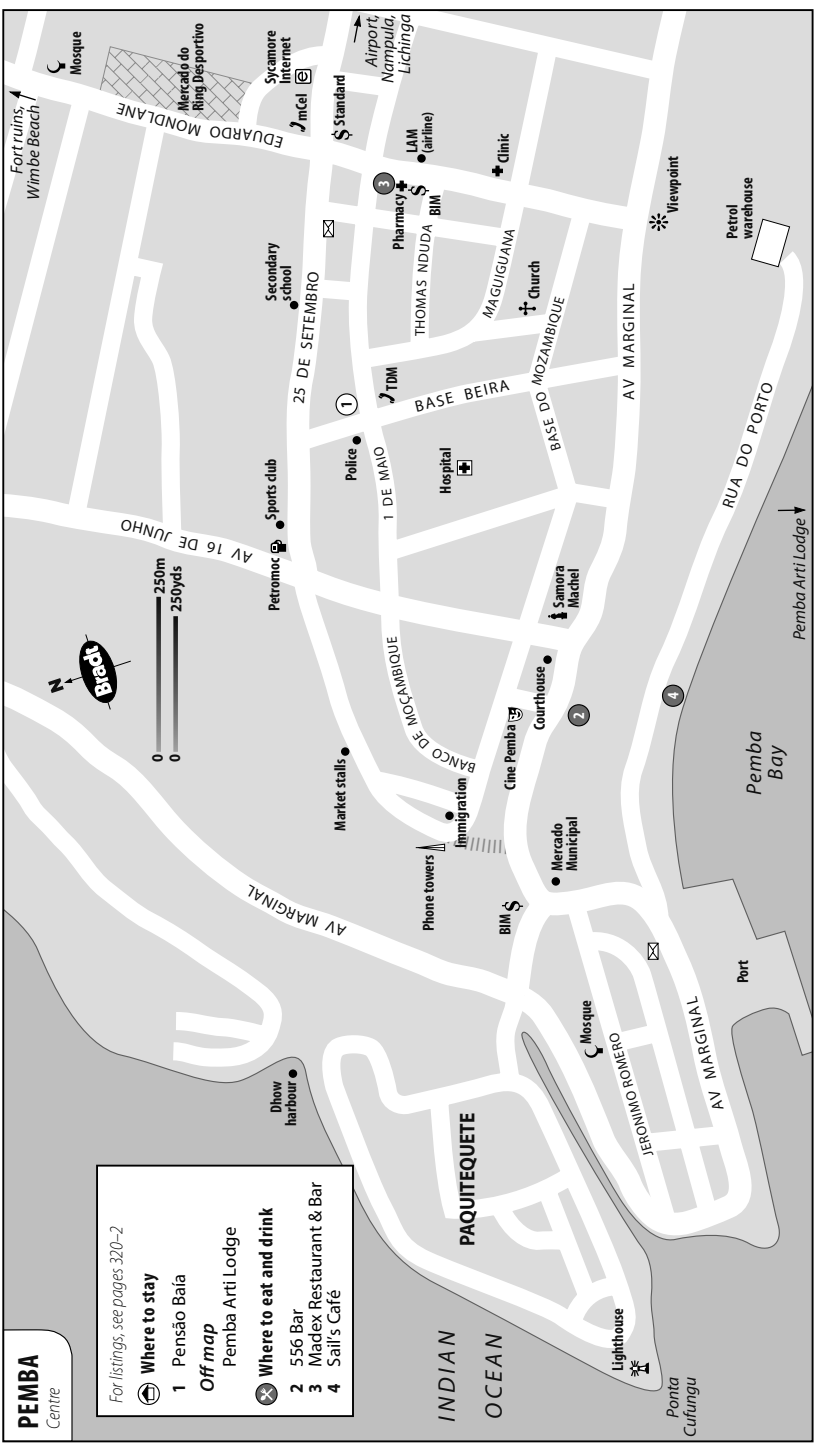 PEMBA
Centre
For listings, see pages 320–2
Where to stay
1 Pensão Baía
Off map
Pemba Arti Lodge
Where to eat and drink
2 556 Bar
3 Madex Restaurant & Bar
4 Sail's Café
INDIAN
OCEAN
Ponta
Cufungu
Lighthouse
PAQUITEQUETE
Dhow
harbour
Mosque
JERONIMO ROMERO
AV MARGINAL
Port
AV MARGINAL
BIM
Phone towers
Mercado
Municipal
Immigration
Market stalls
BANCO DE MOÇAMBIQUE
Cine Pemba
Courthouse
2
4
Pemba
Bay
N
Bradt
0 250m
0 250yds
AV 16 DE JUNHO
Petromoc
Sports club
Samora
Machel
Pemba Arti Lodge
RUA DO PORTO
1 DE MAIO
Police
Hospital
1
TDM
BASE BEIRA
BASE DO MOZAMBIQUE
AV MARGINAL
25 DE SETEMBRO
Secondary
school
THOMAS NDUDA
MAGUIGUANA
Church
Pharmacy
BIM
3
LAM
(airline)
Clinic
Viewpoint
Petrol
warehouse
EDUARDO MONDLANE
Mercado do
Ring Desportivo
Sycamore
Internet
mCel
Standard
Mosque
Fort ruins,
Wimbe Beach
Airport,
Nampula,
Lichinga